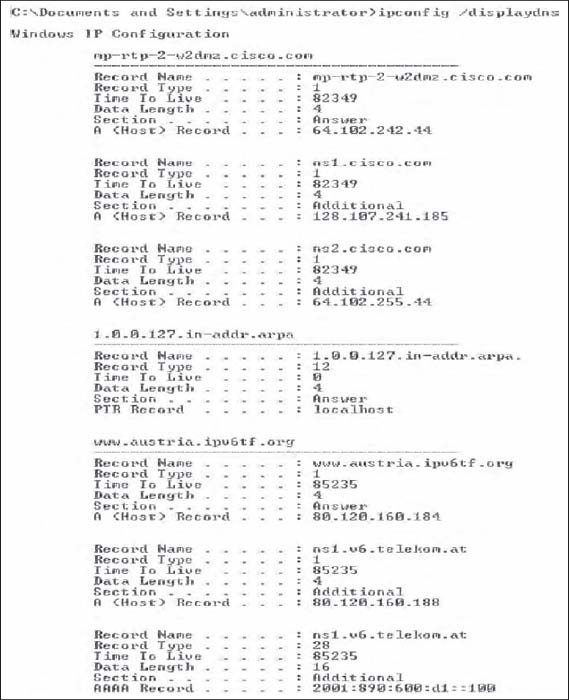 C:\Documents and Settings\administrator>ipconfig /displaydns
Windows IP Configuration
mp-rtp-2-w2dmz.cisco.com
Record Name . . . . . : mp-rtp-2-w2dmz.cisco.com
Record Type . . . . . : 1
Time To Live . . . . : 82349
Data Length . . . . . : 4
Section . . . . . . . : Answer
A (Host) Record . . . : 64.102.242.44
Record Name . . . . . : ns1.cisco.com
Record Type . . . . . : 1
Time To Live . . . . : 82349
Data Length . . . . . : 4
Section . . . . . . . : Additional
A (Host) Record . . . : 128.107.241.185
Record Name . . . . . : ns2.cisco.com
Record Type . . . . . : 1
Time To Live . . . . : 82349
Data Length . . . . . : 4
Section . . . . . . . : Additional
A (Host) Record . . . : 64.102.255.44
1.0.0.127.in-addr.arpa
Record Name . . . . . : 1.0.0.127.in-addr.arpa.
Record Type . . . . . : 12
Time To Live . . . . : 0
Data Length . . . . . : 4
Section . . . . . . . : Answer
PTR Record . . . . . : localhost
www.austria.ipv6tf.org
Record Name . . . . . : www.austria.ipv6tf.org
Record Type . . . . . : 1
Time To Live . . . . : 85235
Data Length . . . . . : 4
Section . . . . . . . : Answer
A (Host) Record . . . : 80.120.160.184
Record Name . . . . . : ns1.v6.telekom.at
Record Type . . . . . : 1
Time To Live . . . . : 85235
Data Length . . . . . : 4
Section . . . . . . . : Additional
A (Host) Record . . . : 80.120.160.188
Record Name . . . . . : ns1.v6.telekom.at
Record Type . . . . . : 28
Time To Live . . . . : 85235
Data Length . . . . . : 16
Section . . . . . . . : Additional
AAAA Record . . . . . : 2001:890:600:d1::100